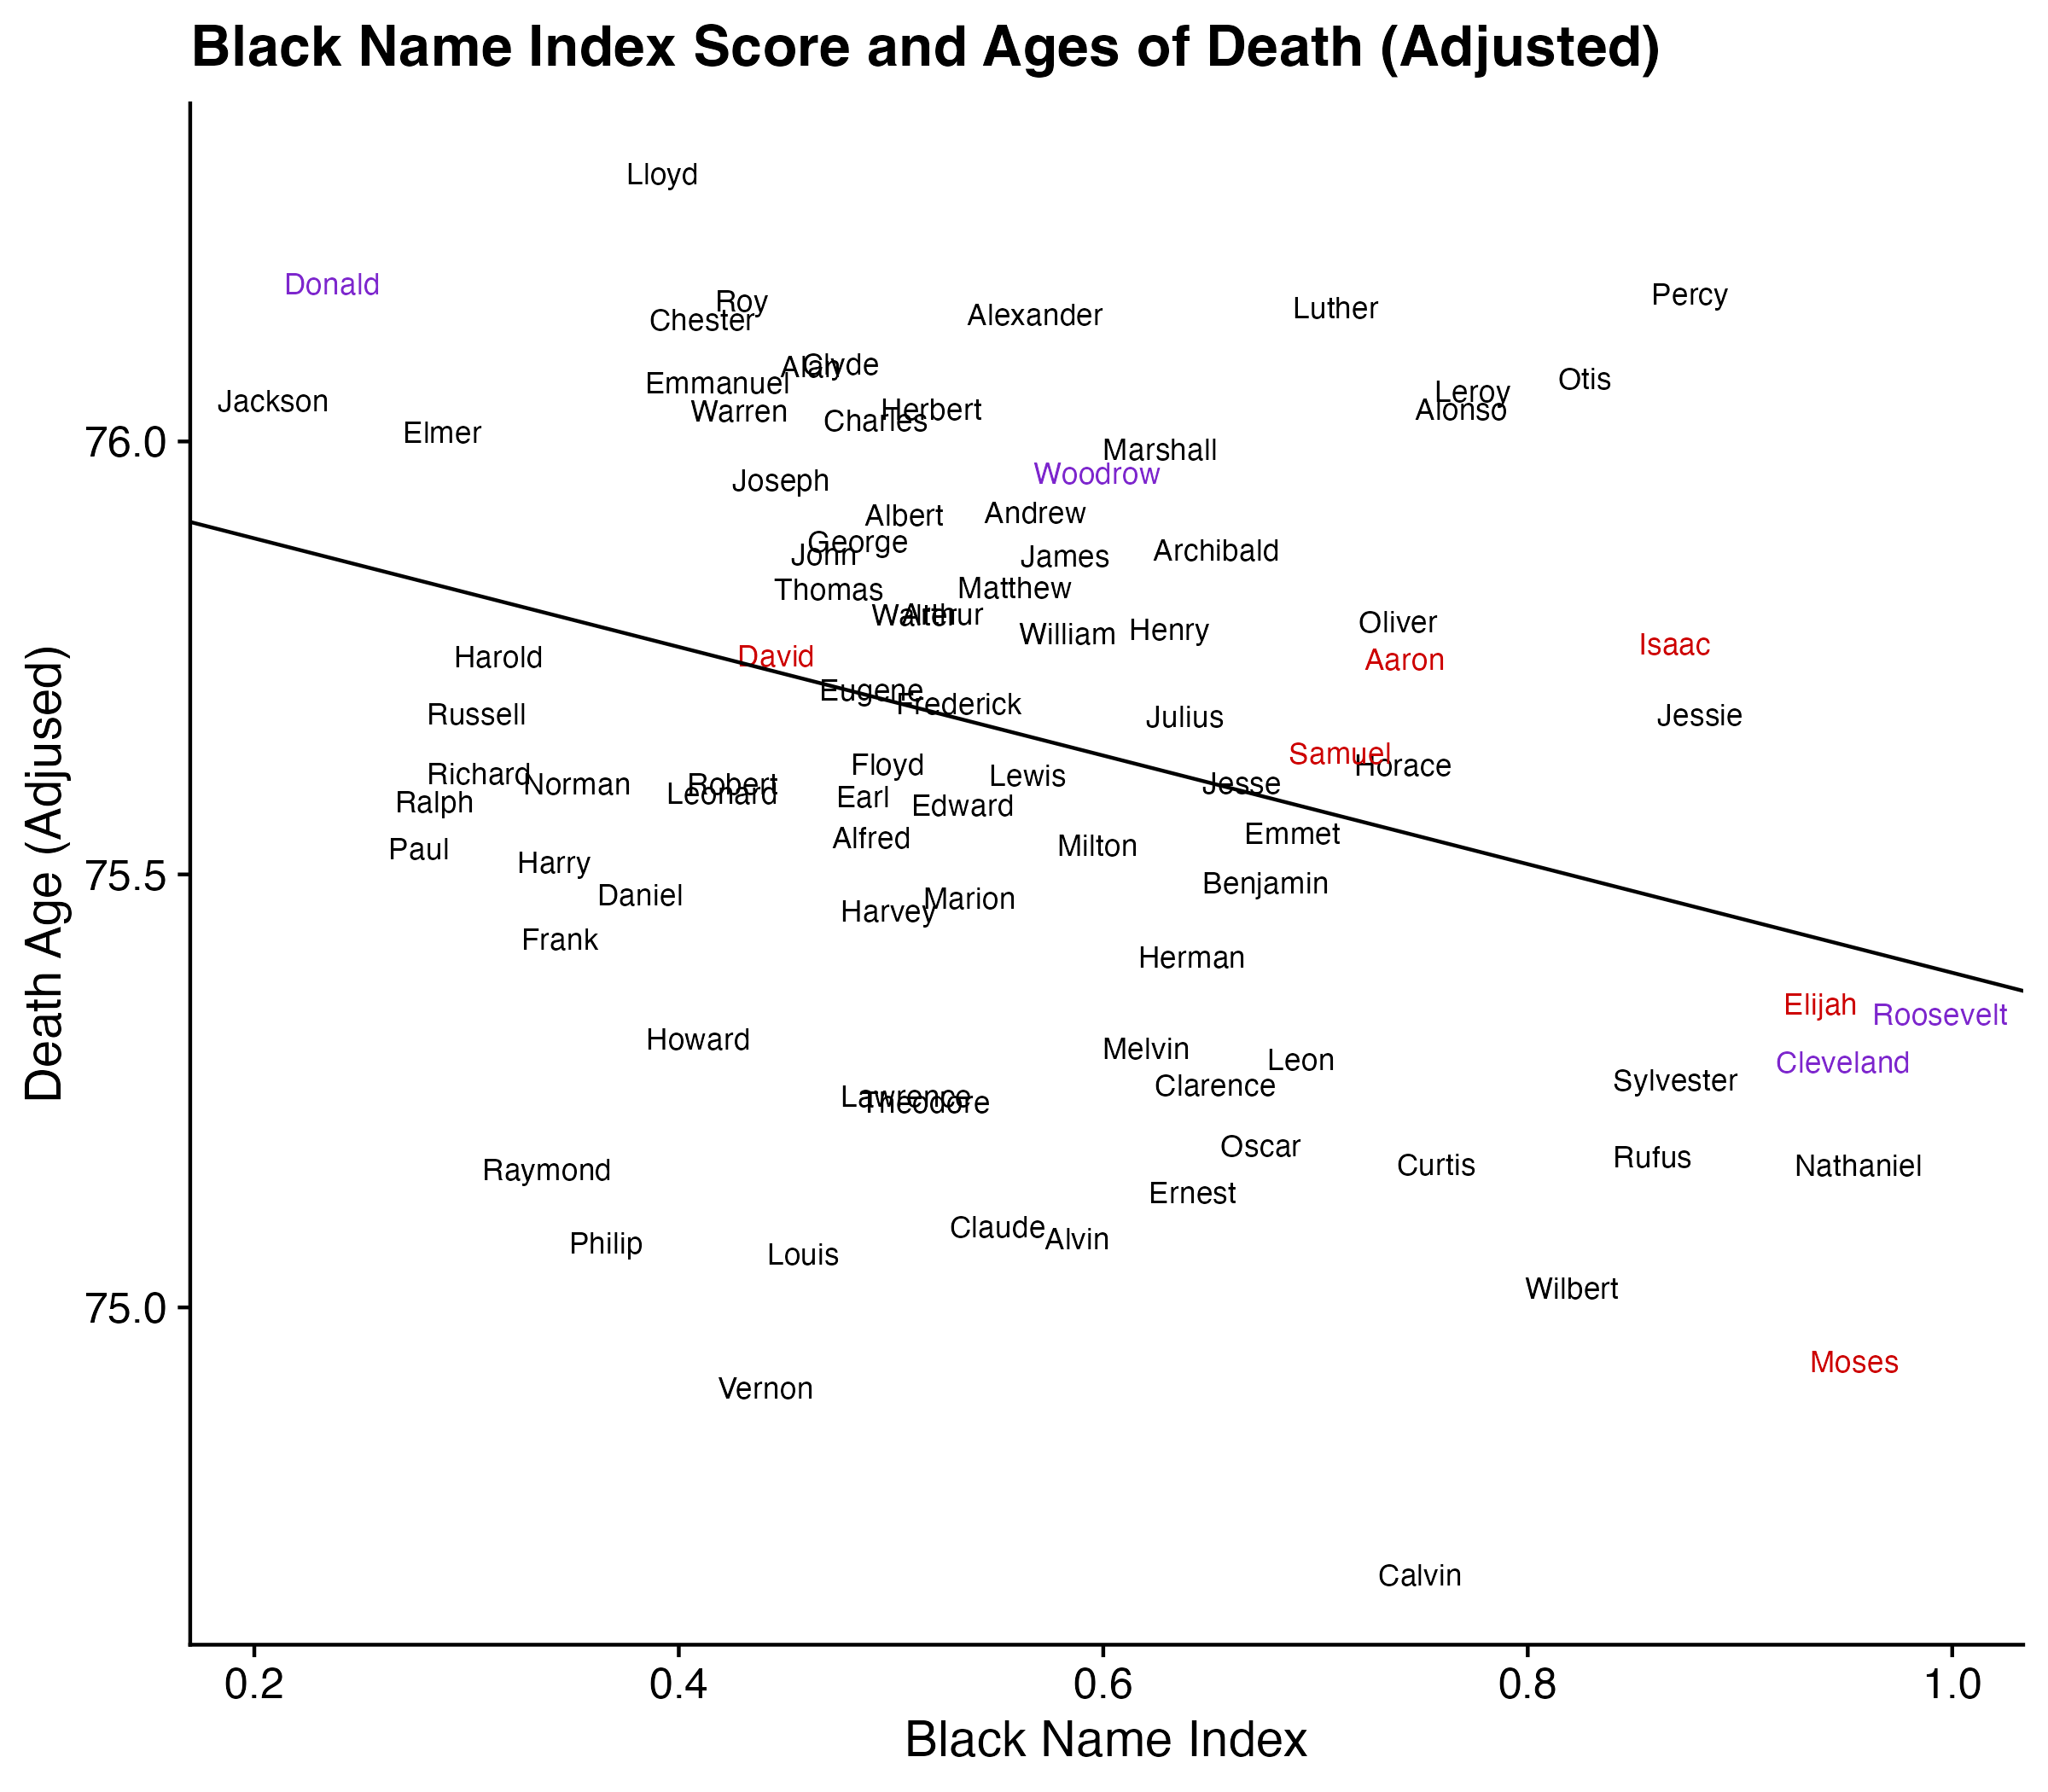 Black Name Index Score and Ages of Death (Adjusted)
Lloyd
Donald
Percy
Roy
Luther
Alexander
Chester
Clyde
Alan
Otis
Emmanuel
Leroy
Jackson
Herbert
Alonso
Warren
Charles
Elmer
76.0
Marshall
Woodrow
Joseph
Andrew
Albert
George
Archibald
John
James
Matthew
Thomas
Walter
Arthur
Oliver
Henry
William
Isaac
David
Harold
Aaron
Eugene
Frederick
Russell
Jessie
Julius
Samuel
Floyd
Horace
Richard
Lewis
Jesse
Norman
Robert
Leonard
Earl
Ralph
Edward
Emmet
Alfred
Milton
Paul
Harry
75.5
Benjamin
Daniel
Marion
Harvey
Frank
Herman
Death Age (Adjused)
Elijah
Roosevelt
Howard
Melvin
Leon
Cleveland
Sylvester
Clarence
Lawrence
Theodore
Oscar
Rufus
Curtis
Nathaniel
Raymond
Ernest
Claude
Alvin
Philip
Louis
Wilbert
75.0
Moses
Vernon
Calvin
0.2
0.4
0.6
0.8
1.0
Black Name Index